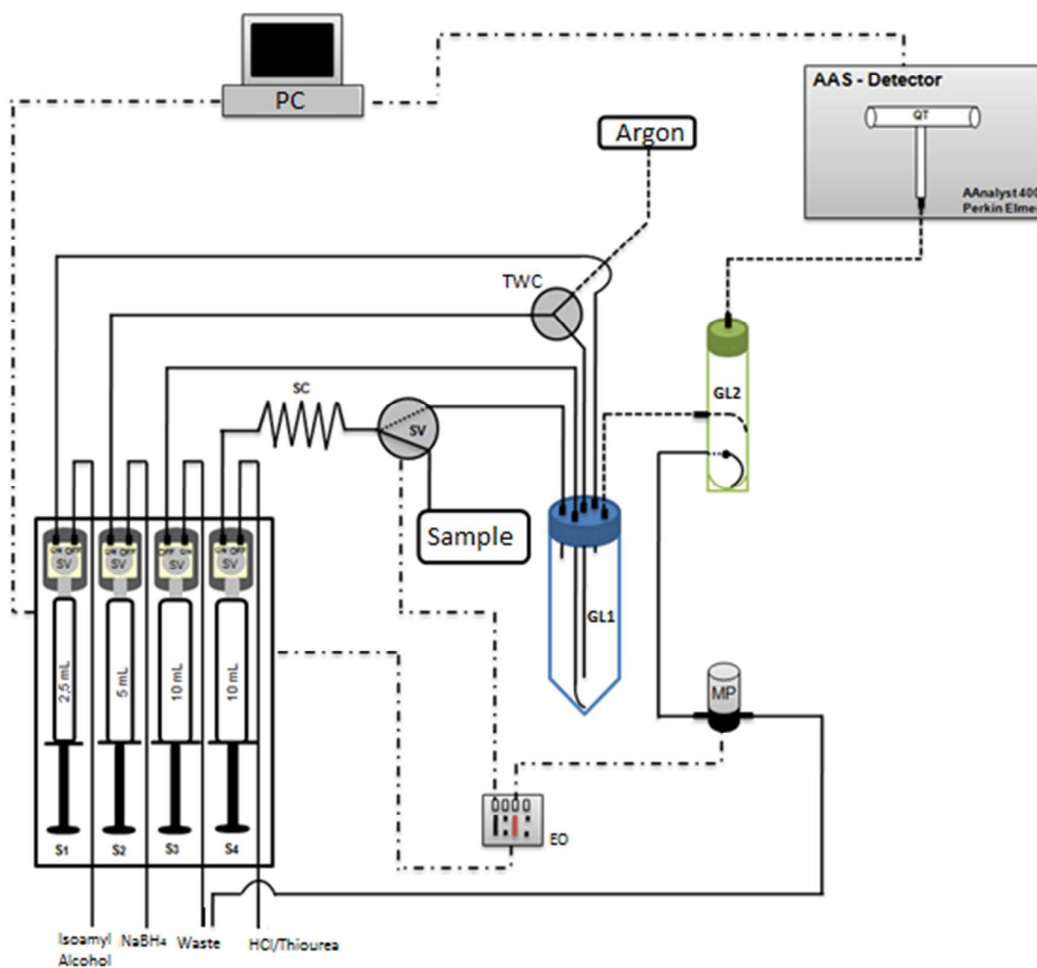 PC
AAS - Detector
QT
AAnalyst 400
Perkin Elmer
Argon
TWC
SC
SV
GL2
Sample
GL1
ON OFF
SV
ON OFF
SV
OFF ON
SV
ON OFF
SV
2,5 mL
5 mL
10 mL
10 mL
MP
EO
S1
S2
S3
S4
Isoamyl
Alcohol
NaBH4
Waste
HCl/Thiourea